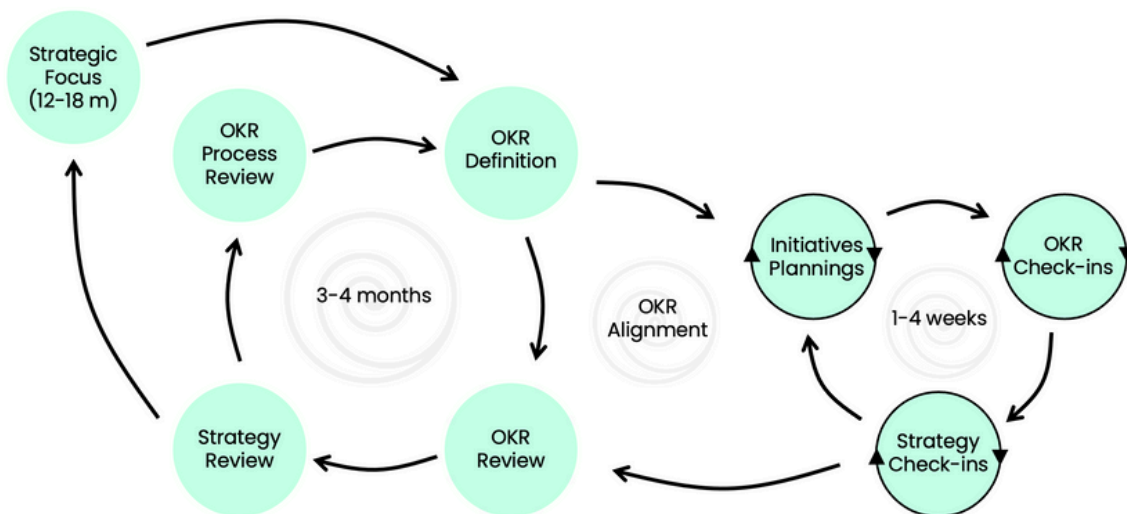 Strategic
Focus
(12-18 m)
OKR
Process
Review
OKR
Definition
Initiatives
Plannings
OKR
Check-ins
3-4 months
OKR
Alignment
1-4 weeks
Strategy
Review
OKR
Review
Strategy
Check-ins